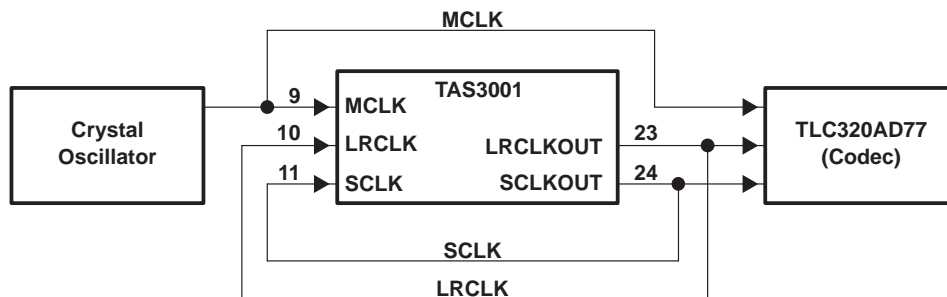 MCLK
Crystal
Oscillator
TAS3001
9
MCLK
10
LRCLK
11
SCLK
LRCLKOUT
23
SCLKOUT
24
TLC320AD77
(Codec)
SCLK
LRCLK